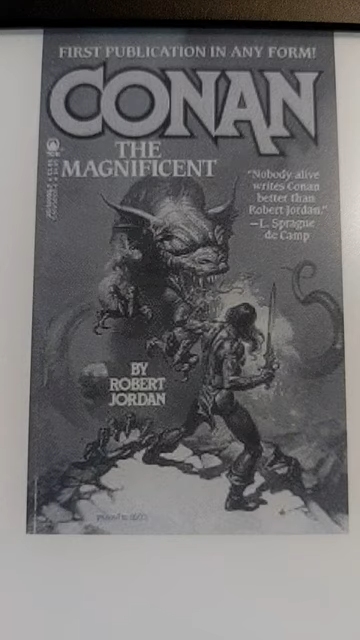 FIRST PUBLICATION IN ANY FORM!
CONAN
THE
MAGNIFICENT
"Nobody alive
writes Conan
better than
Robert Jordan."
—L. Sprague
de Camp
BY
ROBERT
JORDAN